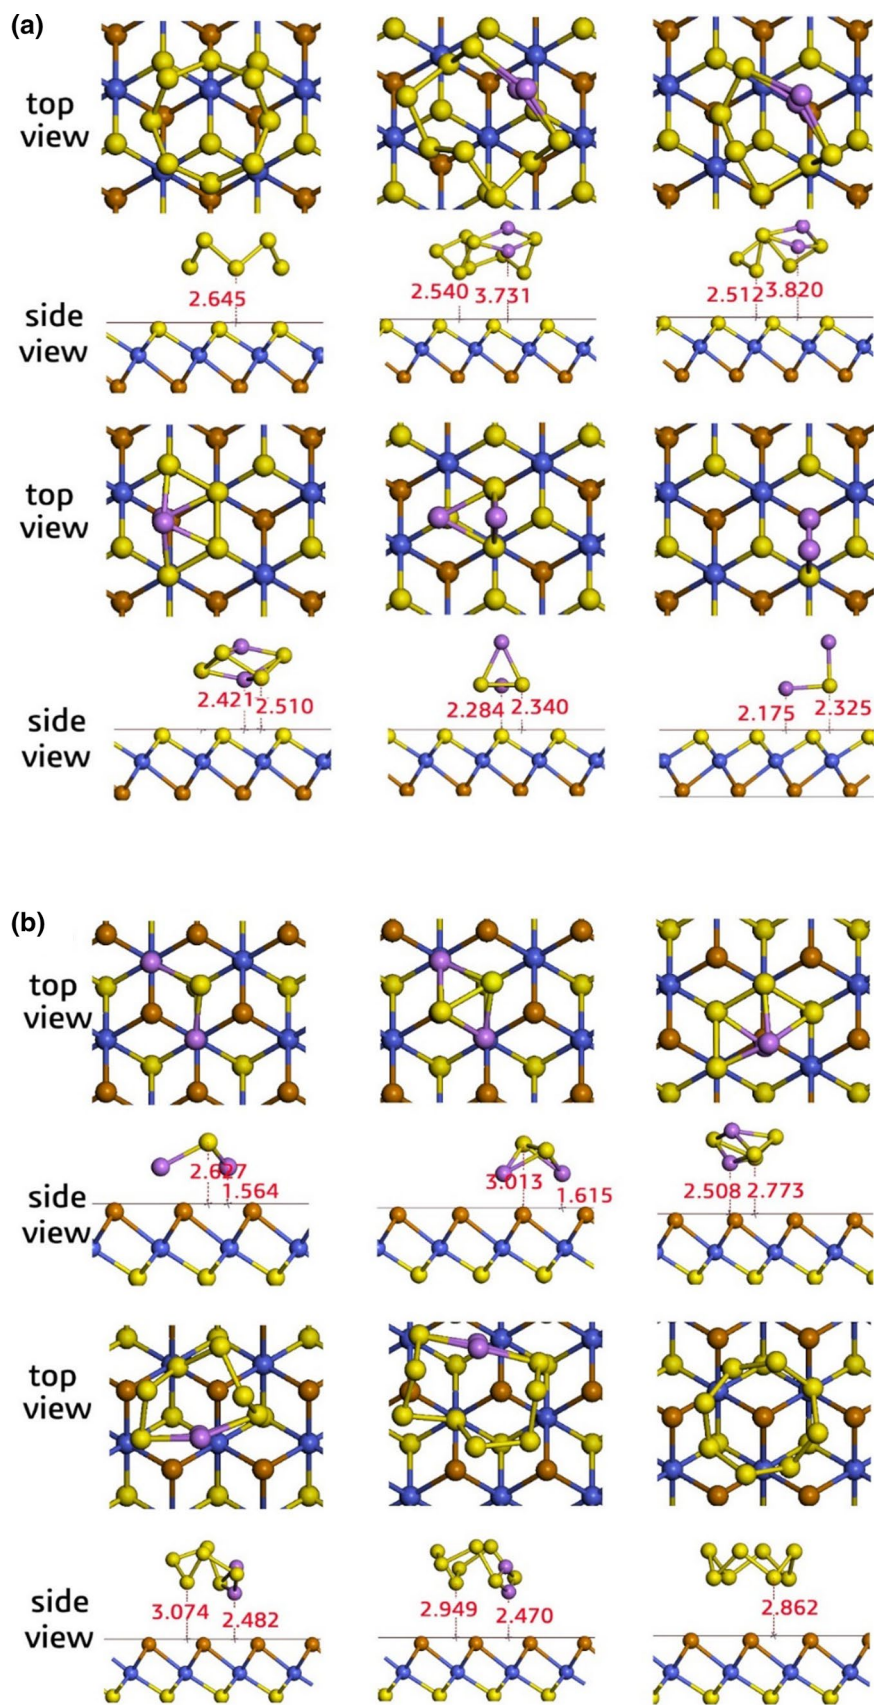 (a)
top
view
side
view
2.645
2.540
3.731
2.512
3.820
top
view
side
view
2.421
2.510
2.284
2.340
2.175
2.325
(b)
top
view
side
view
2.627
1.564
3.013
1.615
2.508
2.773
top
view
side
view
3.074
2.482
2.949
2.470
2.862